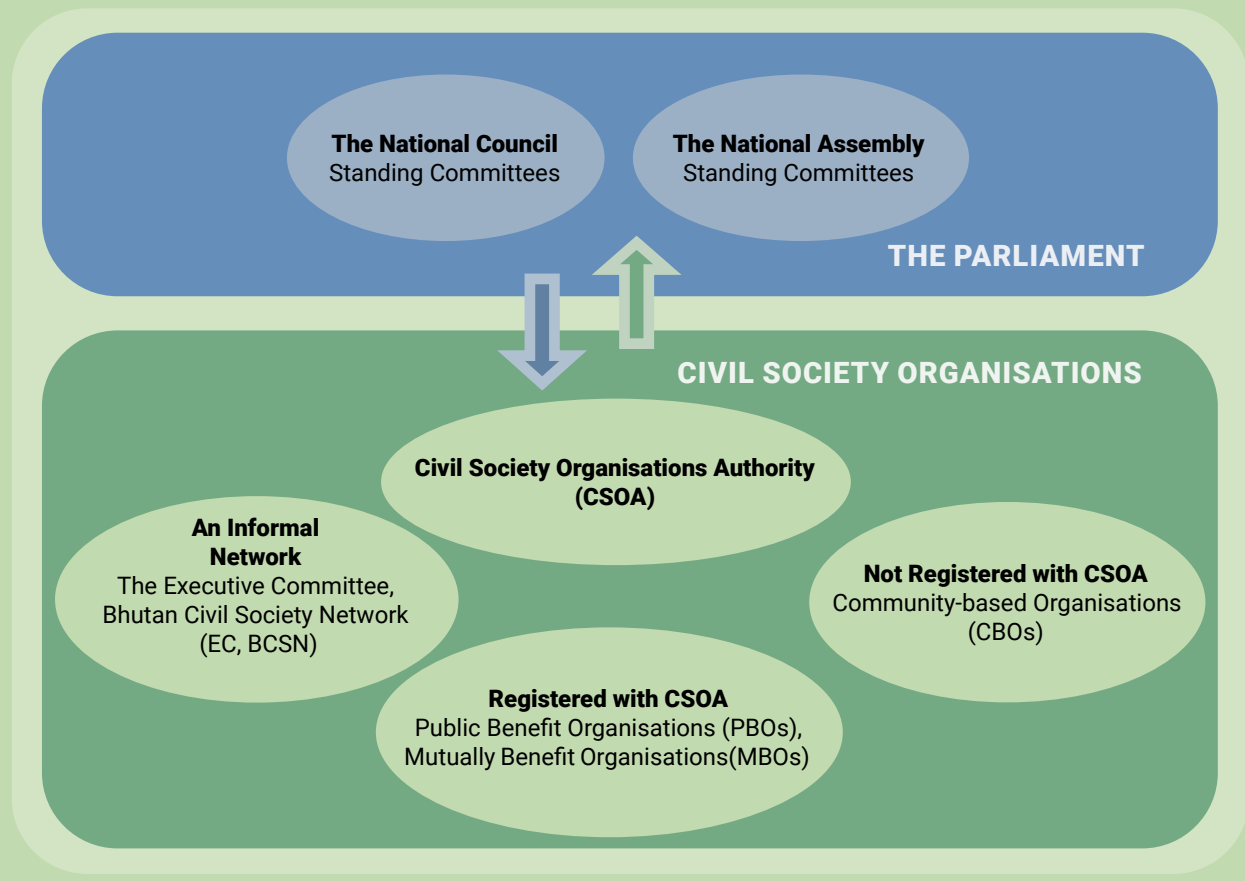 The National Council
Standing Committees
The National Assembly
Standing Committees
THE PARLIAMENT
CIVIL SOCIETY ORGANISATIONS
Civil Society Organisations Authority
(CSOA)
An Informal
Network
The Executive Committee,
Bhutan Civil Society Network
(EC, BCSN)
Not Registered with CSOA
Community-based Organisations
(CBOs)
Registered with CSOA
Public Benefit Organisations (PBOs),
Mutually Benefit Organisations(MBOs)